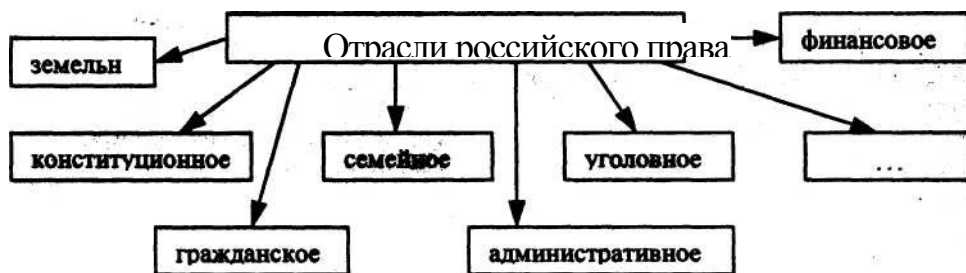 Отрасли российского права
финансовое
земельн
конституционное
семейное
уголовное
...
гражданское
административное